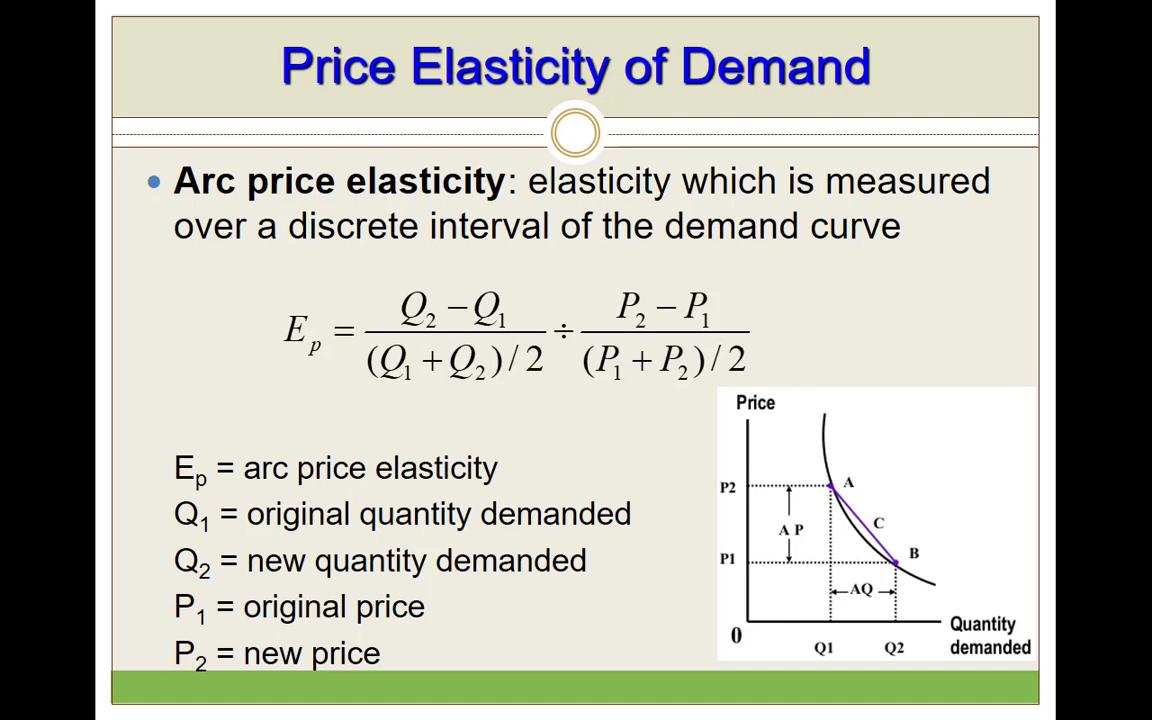 Price Elasticity of Demand
• Arc price elasticity: elasticity which is measured
over a discrete interval of the demand curve
E_p = (Q_2 − Q_1) / ((Q_1 + Q_2) / 2) ÷ (P_2 − P_1) / ((P_1 + P_2) / 2)
E_p = arc price elasticity
Q_1 = original quantity demanded
Q_2 = new quantity demanded
P_1 = original price
P_2 = new price
Price
P2
A
A P
C
P1
B
AQ
0
Q1
Q2
Quantity
demanded